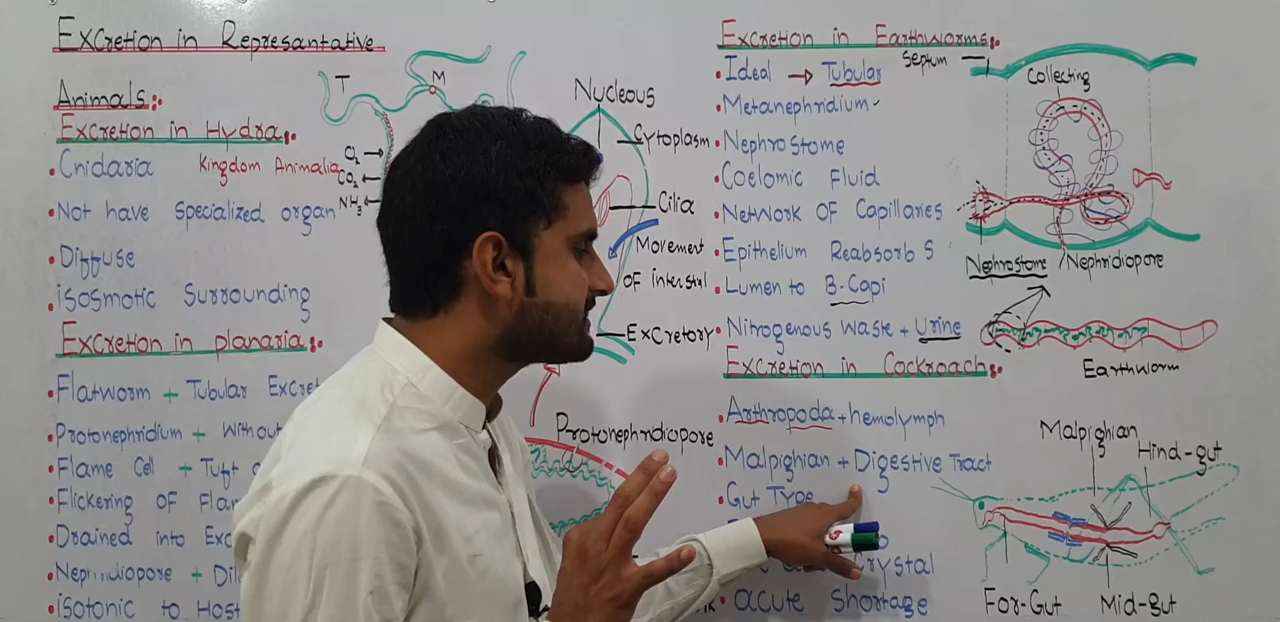 Excretion in Represantative
Animals:
Excretion in Hydra:
Cnidaria Kingdom Animalia
Not have specialized organ
Diffuse
isosmotic Surrounding
Excretion in planaria:
Flatworm + Tubular
Protonephridium + Without
Flame Cell + Tuft
Flickering OF
Drained into
Nephridiopore +
isotonic to
T
M
O2
CO2
NH3
Nucleous
Cytoplasm
Cilia
Movement
OF interstrl
Excretory
Protonephrdiopore
Excretion in Earthworms:
Ideal → Tubular
Metanephridium
Nephrostome
Coelomic Fluid
Network OF Capillaries
Epithelium Reabsorb S
Lumen to B.Capi
Nitrogenous Waste + Urine
Excretion in Cockroach:
Arthropoda + hemolymph
Malpighian + Digestive Tract
Gut Type
Crystal
acute shortage
Septum
Collecting
Nephrostome
Nephridiopore
Earthworm
Malpighian
Hind-gut
For-Gut
Mid-gut